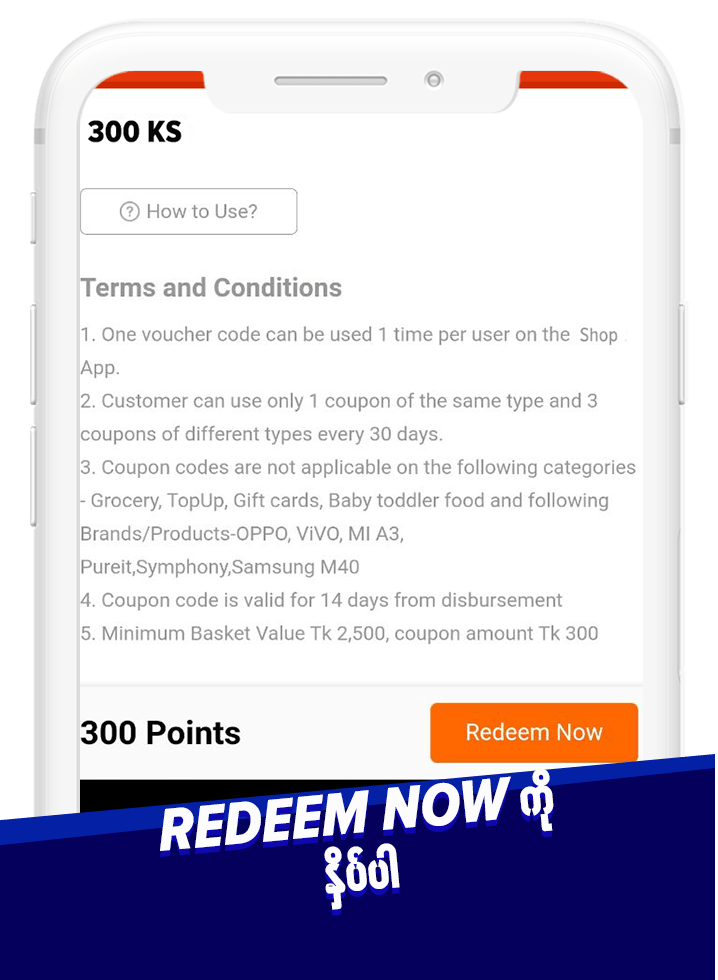 300 KS
How to Use?
Terms and Conditions
1. One voucher code can be used 1 time per user on the Shop
App.
2. Customer can use only 1 coupon of the same type and 3
coupons of different types every 30 days.
3. Coupon codes are not applicable on the following categories
- Grocery, TopUp, Gift cards, Baby toddler food and following
Brands/Products-OPPO, ViVO, MI A3,
Pureit,Symphony,Samsung M40
4. Coupon code is valid for 14 days from disbursement
5. Minimum Basket Value Tk 2,500, coupon amount Tk 300
300 Points
Redeem Now
REDEEM NOW ကို
နှိပ်ပါ